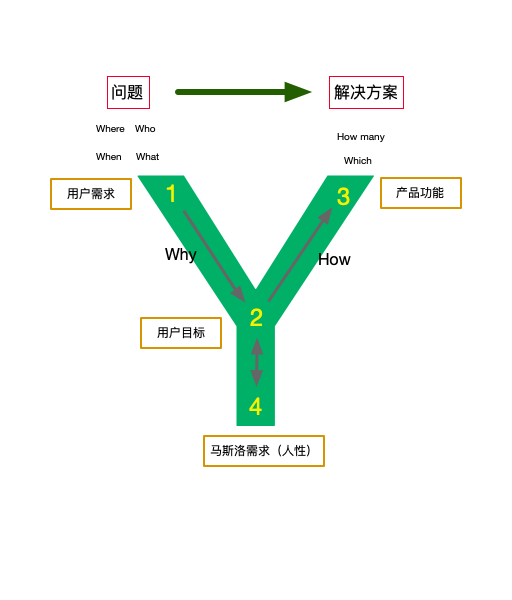 问题
解决方案
Where Who
How many
When What
Which
用户需求
1
3
产品功能
Why
How
2
用户目标
4
马斯洛需求（人性）